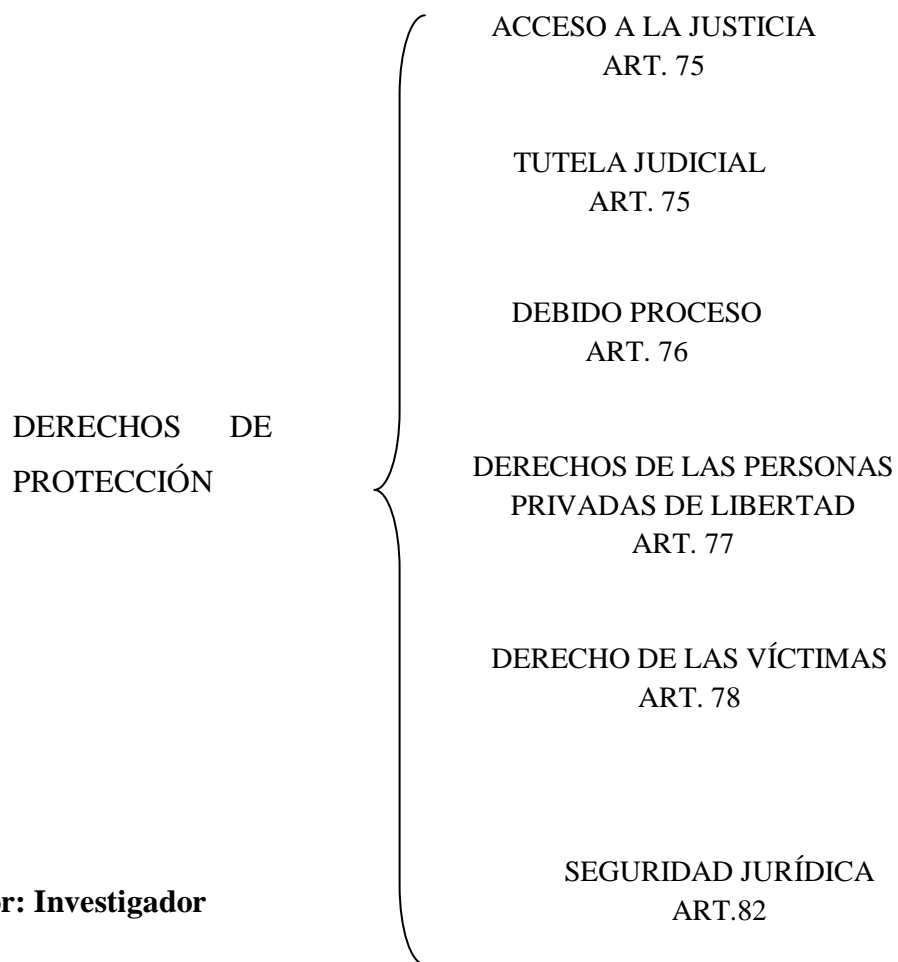 ACCESO A LA JUSTICIA
ART. 75
TUTELA JUDICIAL
ART. 75
DEBIDO PROCESO
ART. 76
DERECHOS DE
PROTECCIÓN
DERECHOS DE LAS PERSONAS
PRIVADAS DE LIBERTAD
ART. 77
DERECHO DE LAS VÍCTIMAS
ART. 78
SEGURIDAD JURÍDICA
ART.82
Investigador